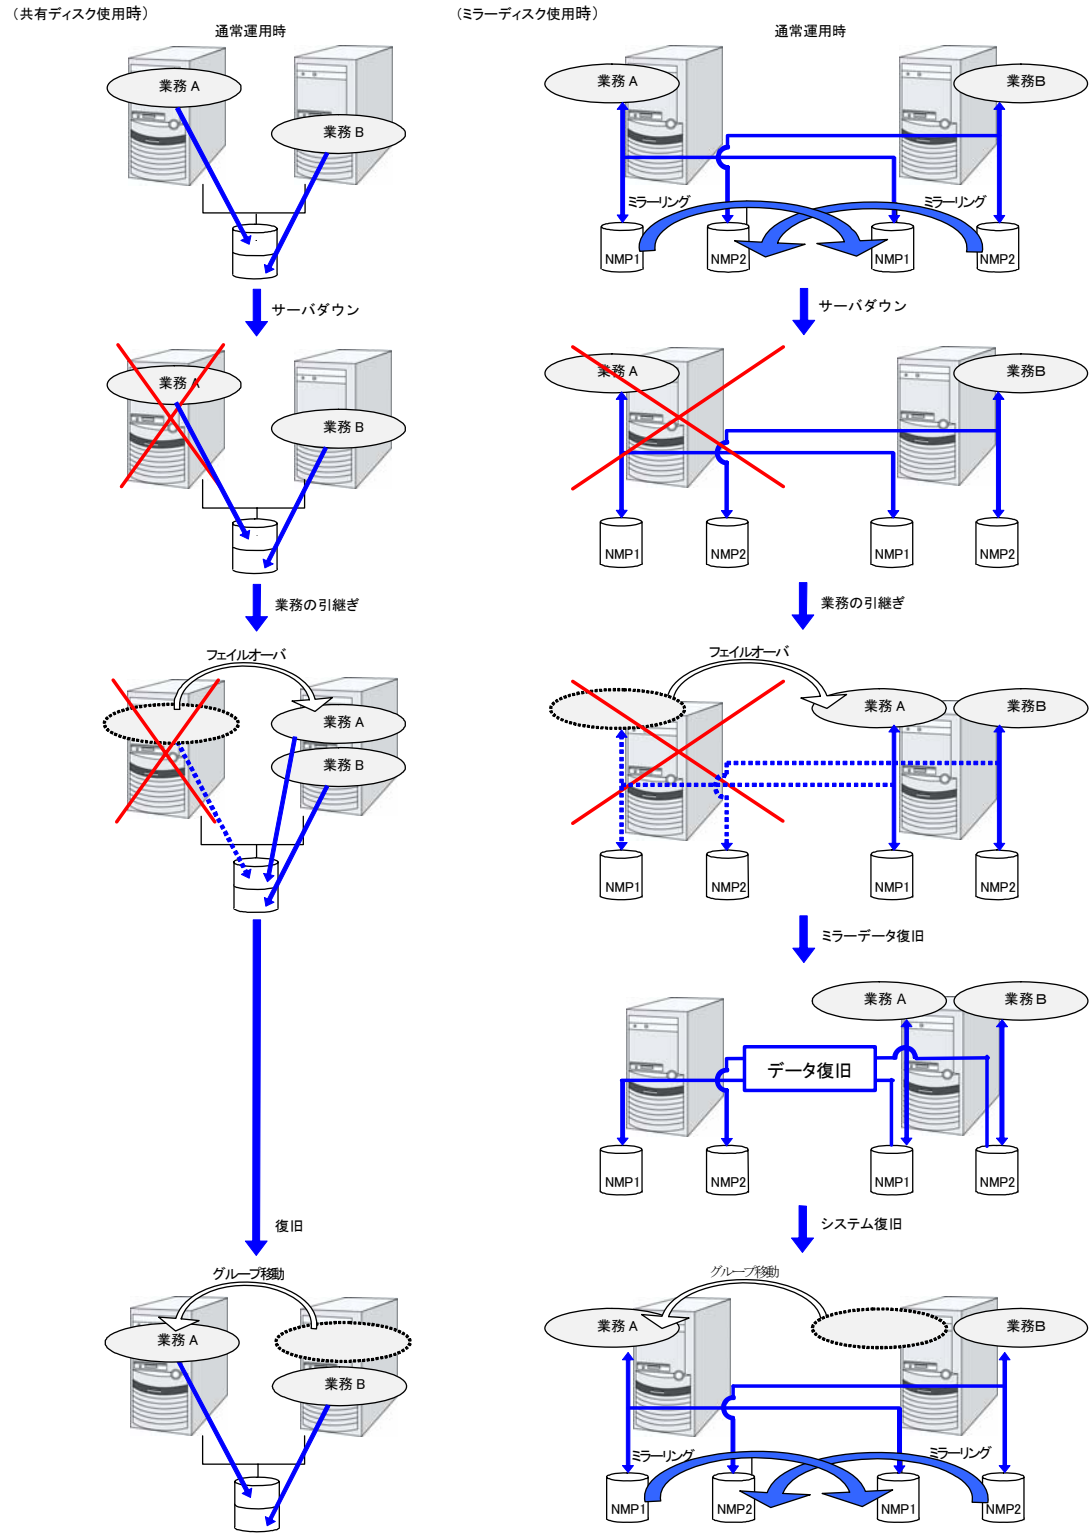 （共有ディスク使用時）
通常運用時
業務 A
業務 B
サーバダウン
業務 A
業務 B
業務の引継ぎ
フェイルオーバ
業務 A
業務 B
復旧
グループ移動
業務 A
業務 B
（ミラーディスク使用時）
通常運用時
業務 A
業務B
ミラーリング
ミラーリング
NMP1
NMP2
NMP1
NMP2
サーバダウン
業務 A
業務B
NMP1
NMP2
NMP1
NMP2
業務の引継ぎ
フェイルオーバ
業務 A
業務B
NMP1
NMP2
NMP1
NMP2
ミラーデータ復旧
業務 A
業務 B
データ復旧
NMP1
NMP2
NMP1
NMP2
システム復旧
グループ移動
業務 A
業務B
ミラーリング
ミラーリング
NMP1
NMP2
NMP1
NMP2